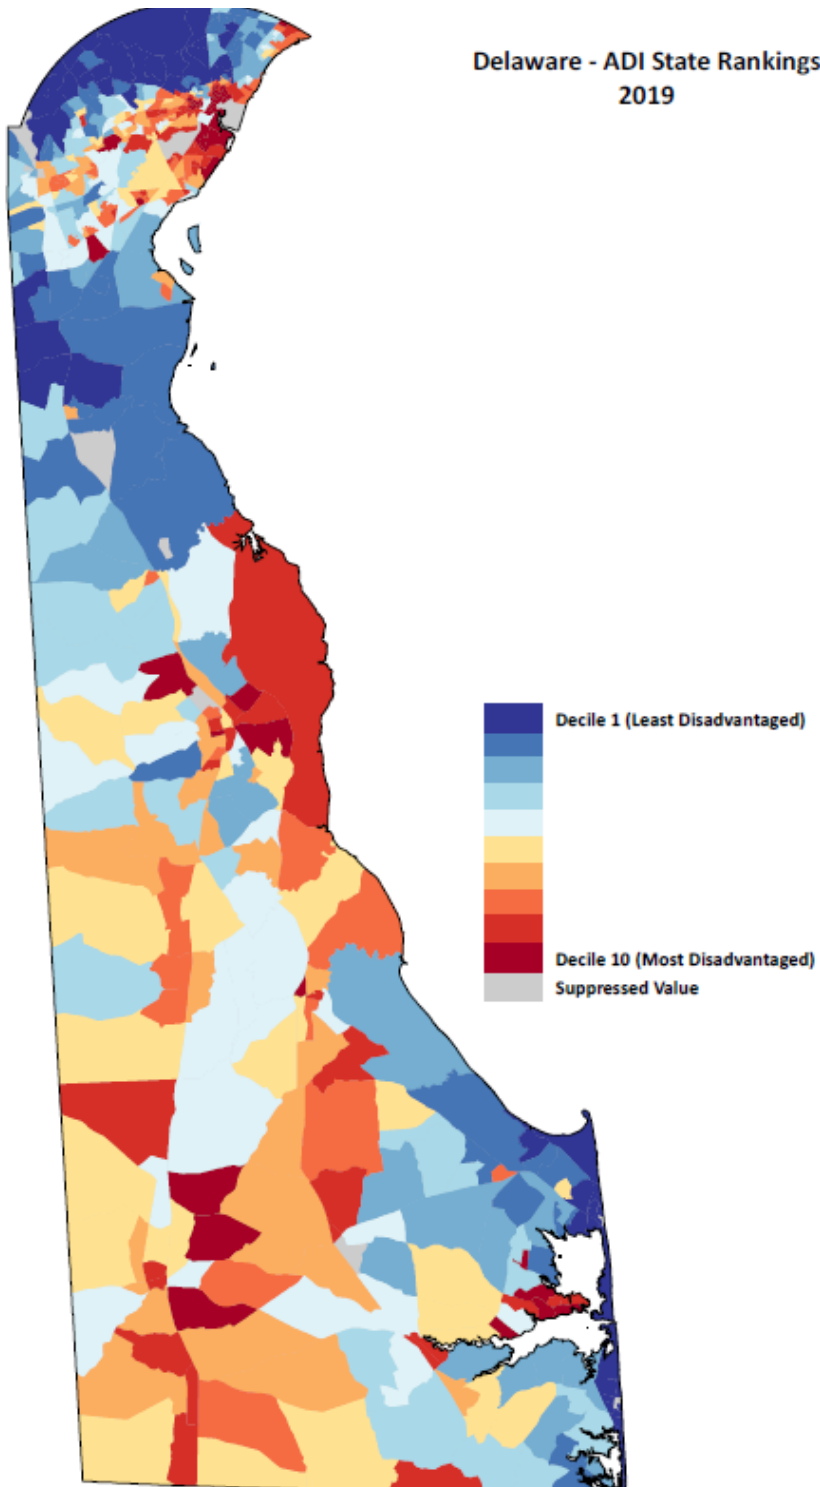 Delaware - ADI State Rankings
2019
Decile 1 (Least Disadvantaged)
Decile 10 (Most Disadvantaged)
Suppressed Value